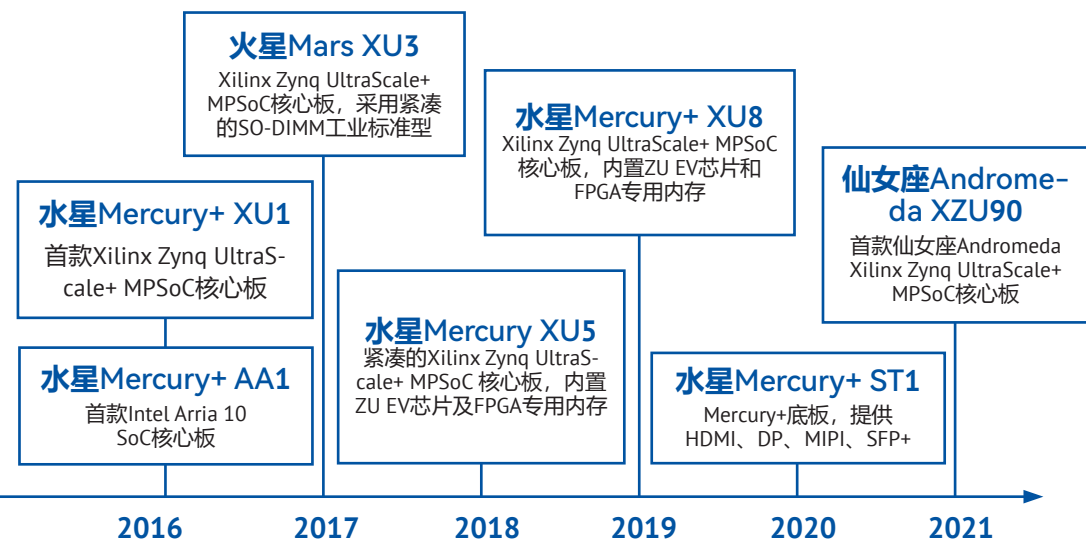 火星Mars XU3
Xilinx Zynq UltraScale+
MPSoC核心板，采用紧凑
的SO-DIMM工业标准型
水星Mercury+ XU8
Xilinx Zynq UltraScale+ MPSoC
核心板，内置ZU EV芯片和
FPGA专用内存
仙女座Androme-
da XZU90
首款仙女座Andromeda
Xilinx Zynq UltraScale+
MPSoC核心板
水星Mercury+ XU1
首款Xilinx Zynq UltraS-
cale+ MPSoC核心板
水星Mercury XU5
紧凑的Xilinx Zynq UltraS-
cale+ MPSoC 核心板，内置
ZU EV芯片及FPGA专用内存
水星Mercury+ AA1
首款Intel Arria 10
SoC核心板
水星Mercury+ ST1
Mercury+底板，提供
HDMI、DP、MIPI、SFP+
2016 2017 2018 2019 2020 2021